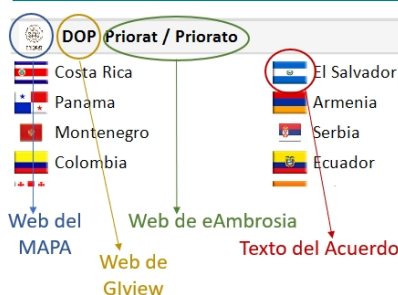 DOP Priorat / Priorato
Costa Rica
El Salvador
Panama
Armenia
Montenegro
Serbia
Colombia
Ecuador
Web del
MAPA
Web de eAmbrosia
Web de
GIview
Texto del Acuerdo